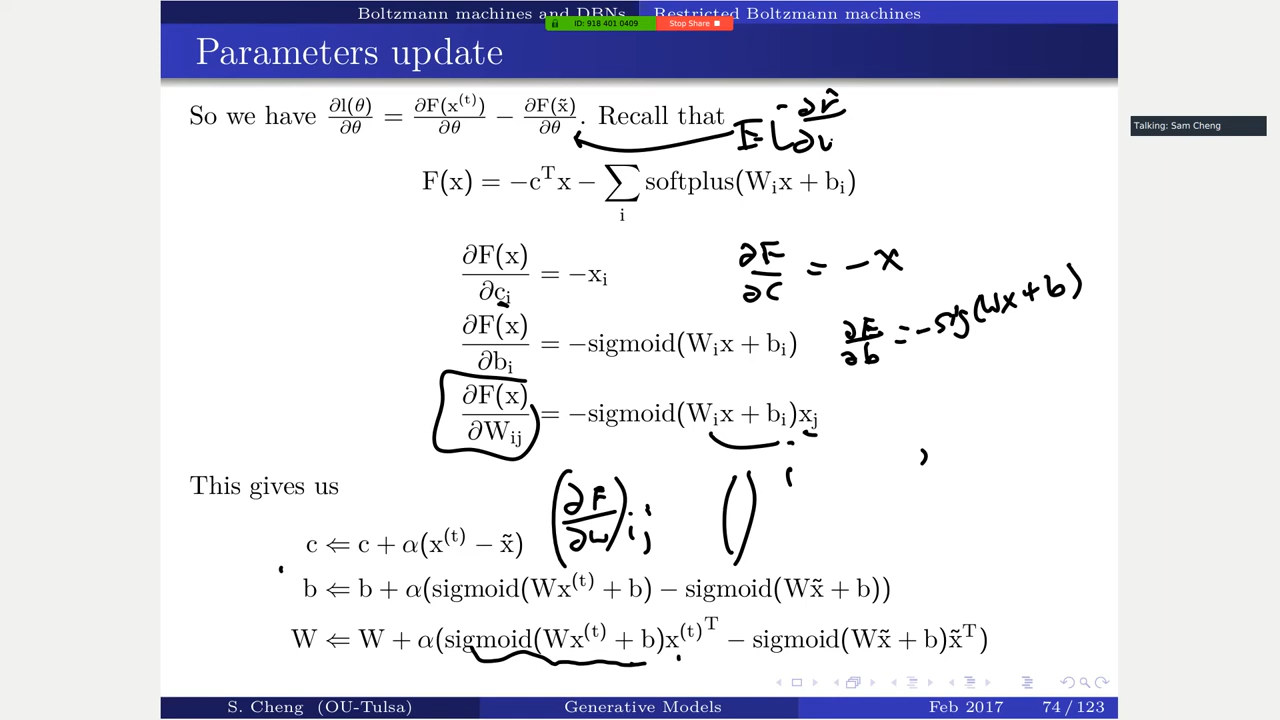 Boltzmann machines and DBNs Restricted Boltzmann machines
ID: 918 401 0409 Stop Share
Parameters update
Talking: Sam Cheng
So we have ∂l(θ)/∂θ = ∂F(x^(t))/∂θ − ∂F(x̃)/∂θ. Recall that
F(x) = −c^T x − ∑_i softplus(W_i x + b_i)
∂F(x)/∂c_i = −x_i
∂F/∂c = −x
∂F(x)/∂b_i = −sigmoid(W_i x + b_i)
∂F/∂b = −sig(Wx + b)
∂F(x)/∂W_ij = −sigmoid(W_i x + b_i)x_j
i
This gives us
(∂F/∂W)_ij ( )
c ⇐ c + α(x^(t) − x̃)
b ⇐ b + α(sigmoid(Wx^(t) + b) − sigmoid(Wx̃ + b))
W ⇐ W + α(sigmoid(Wx^(t) + b)x^(t)^T − sigmoid(Wx̃ + b)x̃^T)
S. Cheng (OU-Tulsa) Generative Models Feb 2017 74 / 123